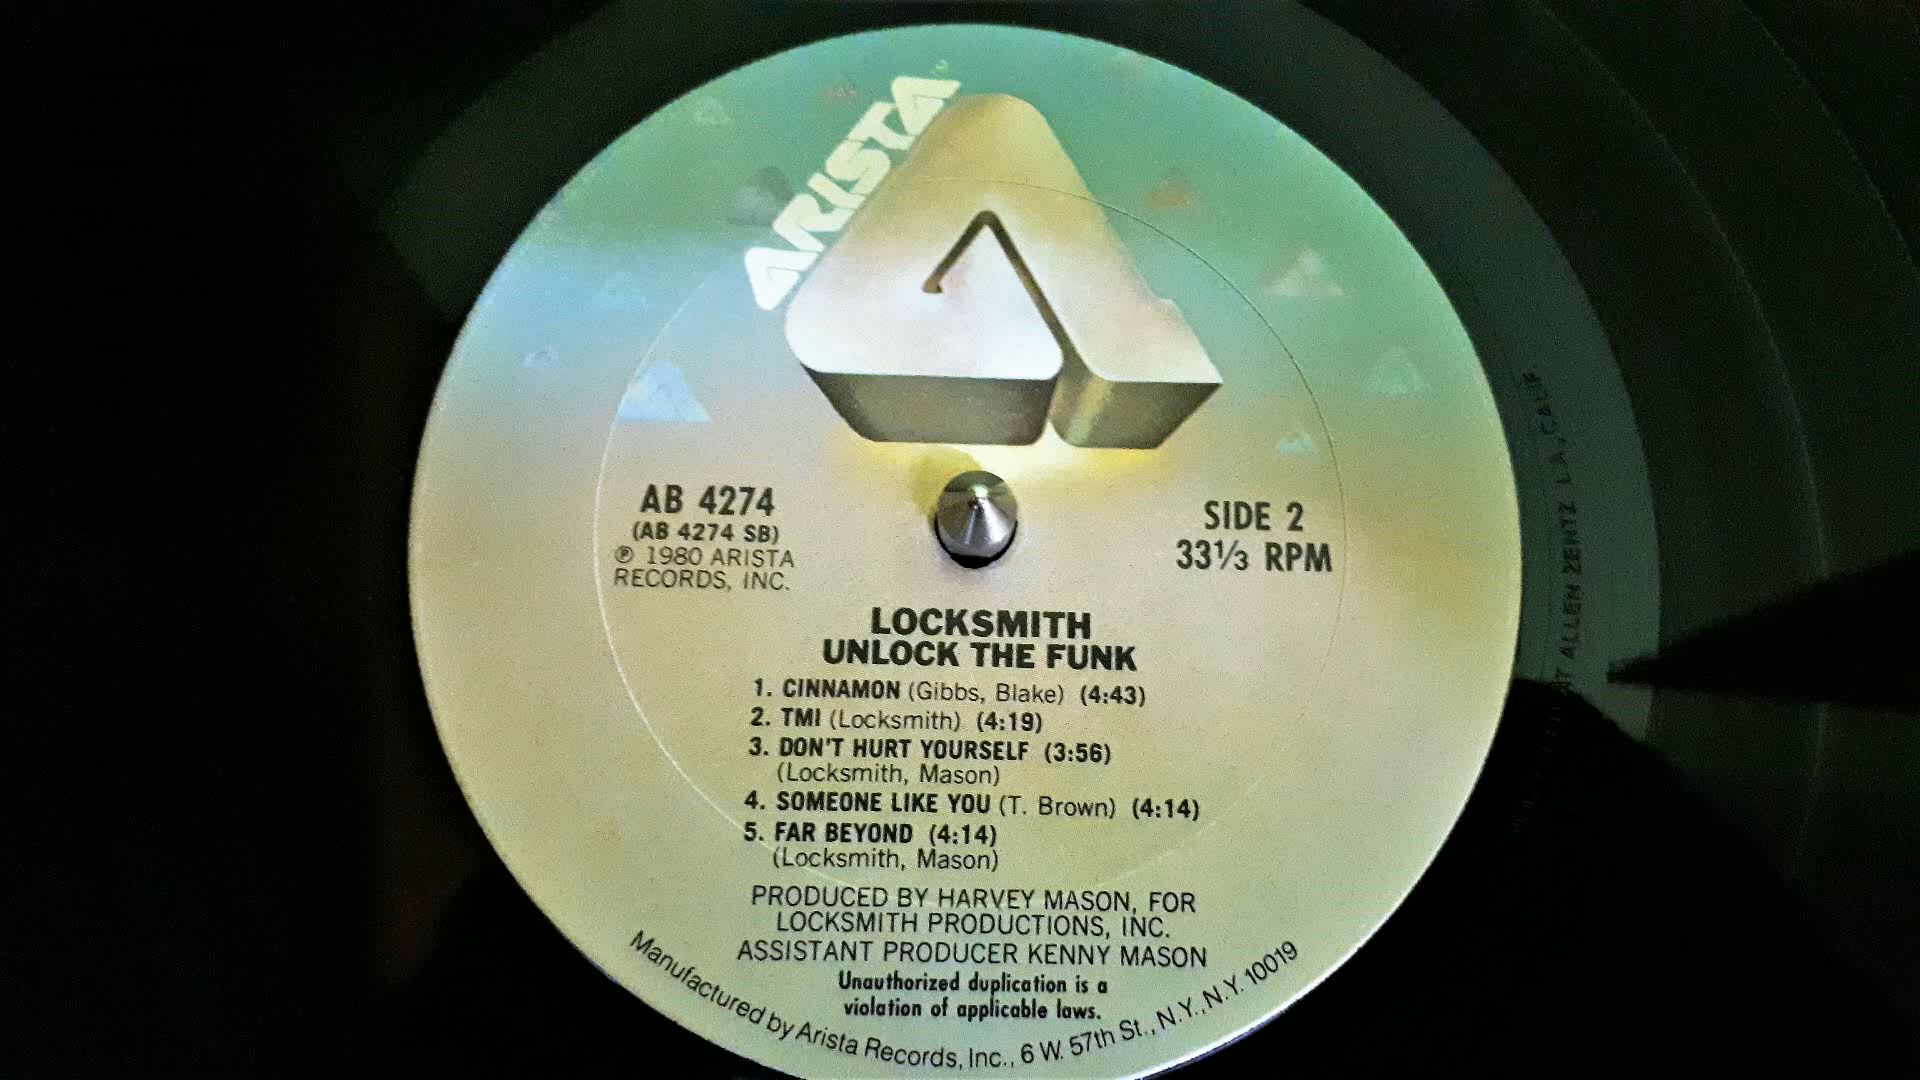 ARISTA
AB 4274
(AB 4274 SB)
℗ 1980 ARISTA
RECORDS, INC.
SIDE 2
33⅓ RPM
LOCKSMITH
UNLOCK THE FUNK
1. CINNAMON (Gibbs, Blake) (4:43)
2. TMI (Locksmith) (4:19)
3. DON'T HURT YOURSELF (3:56)
(Locksmith, Mason)
4. SOMEONE LIKE YOU (T. Brown) (4:14)
5. FAR BEYOND (4:14)
(Locksmith, Mason)
PRODUCED BY HARVEY MASON, FOR
LOCKSMITH PRODUCTIONS, INC.
ASSISTANT PRODUCER KENNY MASON
Unauthorized duplication is a
violation of applicable laws.
Manufactured by Arista Records, Inc., 6 W. 57th St., N.Y., N.Y. 10019
ALLEN ZENTZ L.A., CALIF.